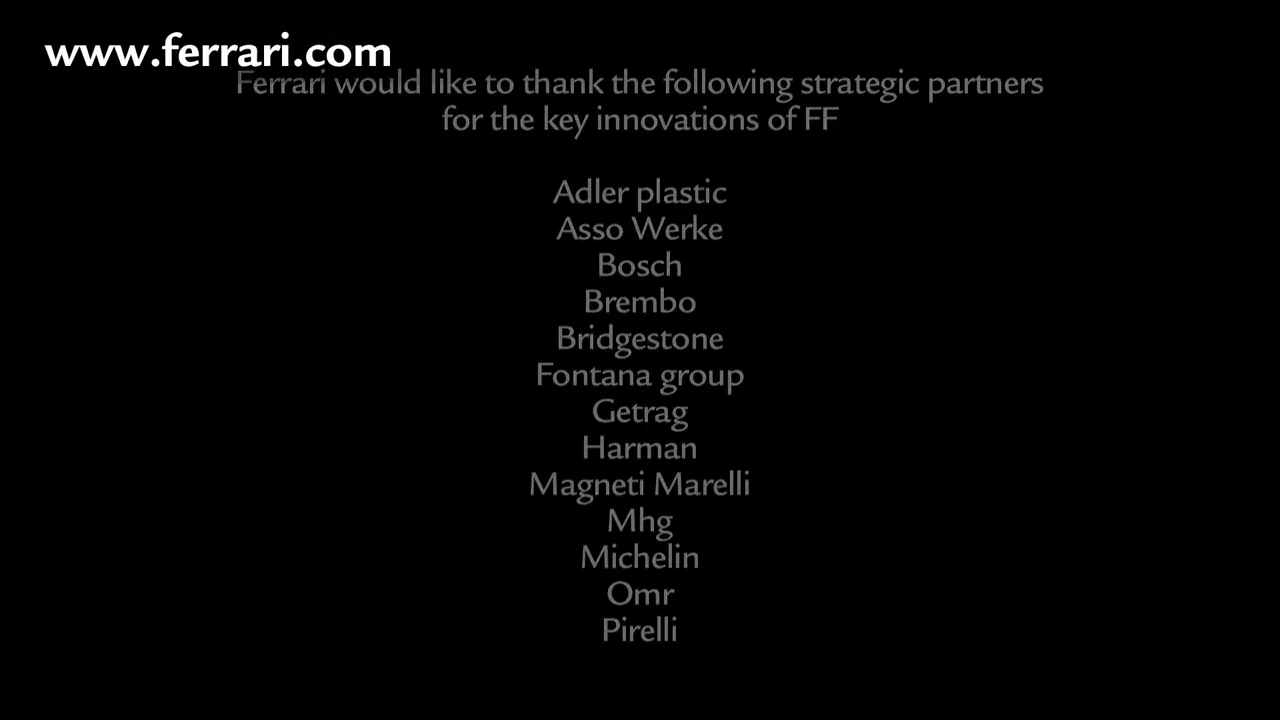 www.ferrari.com
Ferrari would like to thank the following strategic partners
for the key innovations of FF
Adler plastic
Asso Werke
Bosch
Brembo
Bridgestone
Fontana group
Getrag
Harman
Magneti Marelli
Mhg
Michelin
Omr
Pirelli